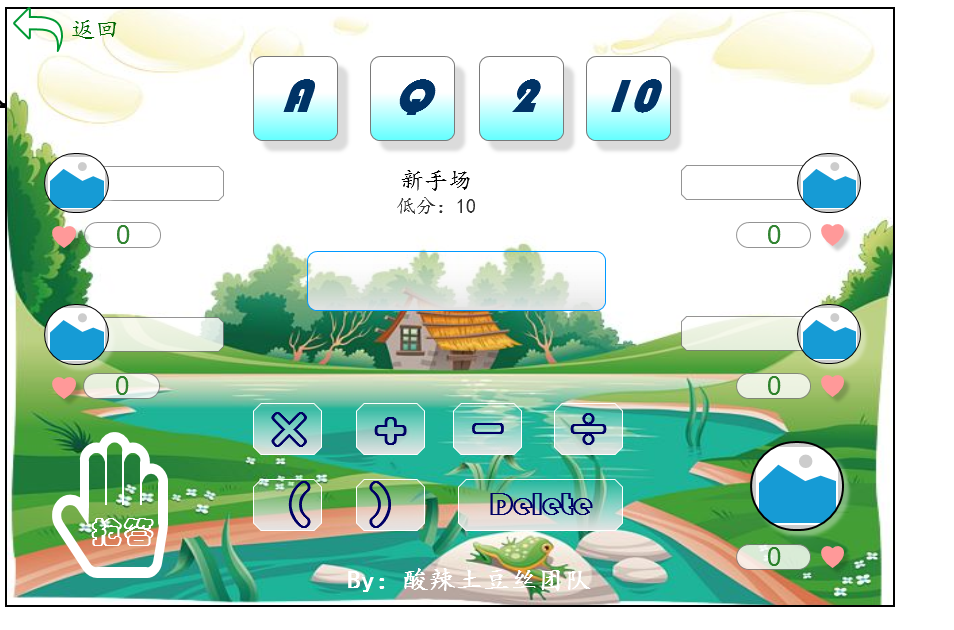 返回
A Q 2 10
新手场
低分：10
0 0
0 0
× + − ÷
( ) Delete
抢答
0
By：酸辣土豆丝团队